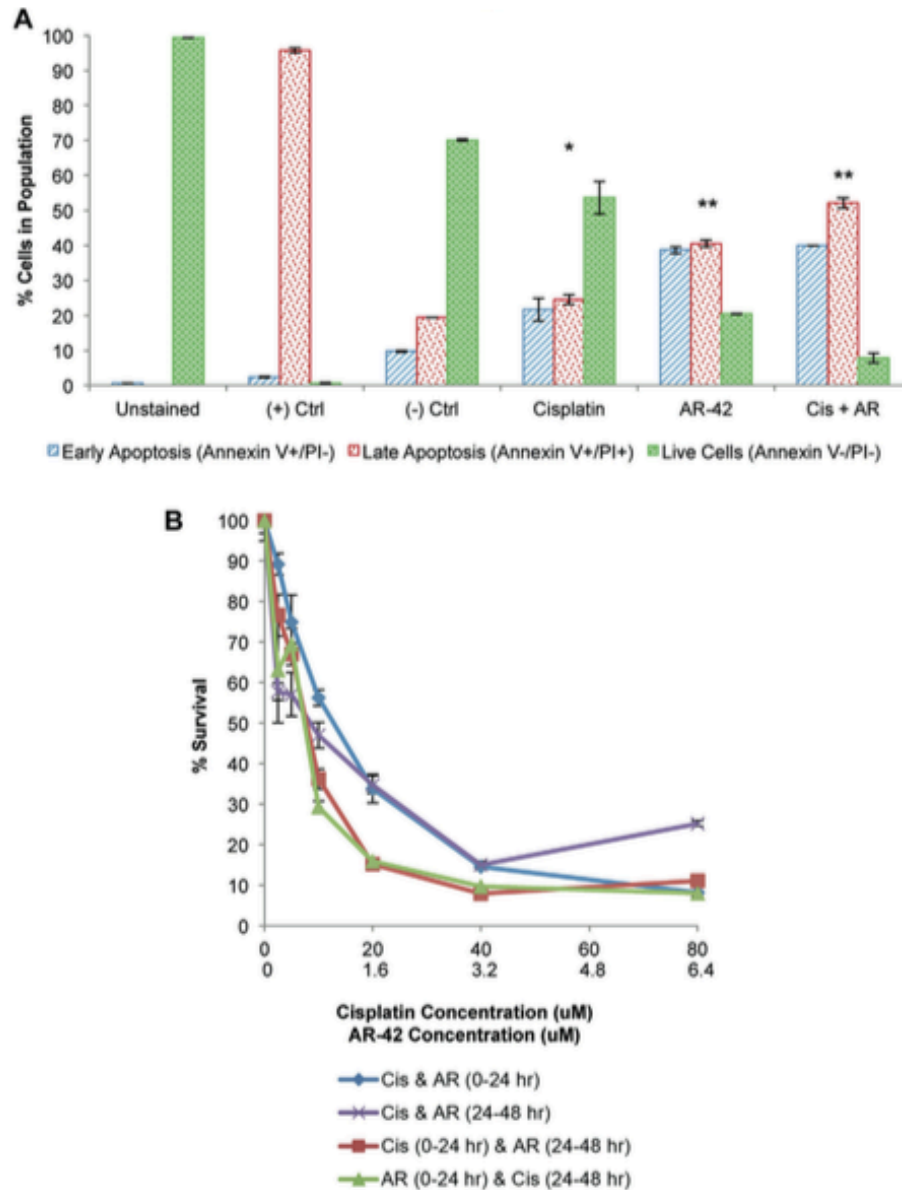 A
100
90
80
70
60
50
40
30
20
10
0
% Cells in Population
*
**
**
Unstained (+) Ctrl (-) Ctrl Cisplatin AR-42 Cis + AR
Early Apoptosis (Annexin V+/PI-) Late Apoptosis (Annexin V+/PI+) Live Cells (Annexin V-/PI-)
B
100
90
80
70
60
50
40
30
20
10
0
% Survival
0 20 40 60 80
0 1.6 3.2 4.8 6.4
Cisplatin Concentration (uM)
AR-42 Concentration (uM)
Cis & AR (0-24 hr)
Cis & AR (24-48 hr)
Cis (0-24 hr) & AR (24-48 hr)
AR (0-24 hr) & Cis (24-48 hr)